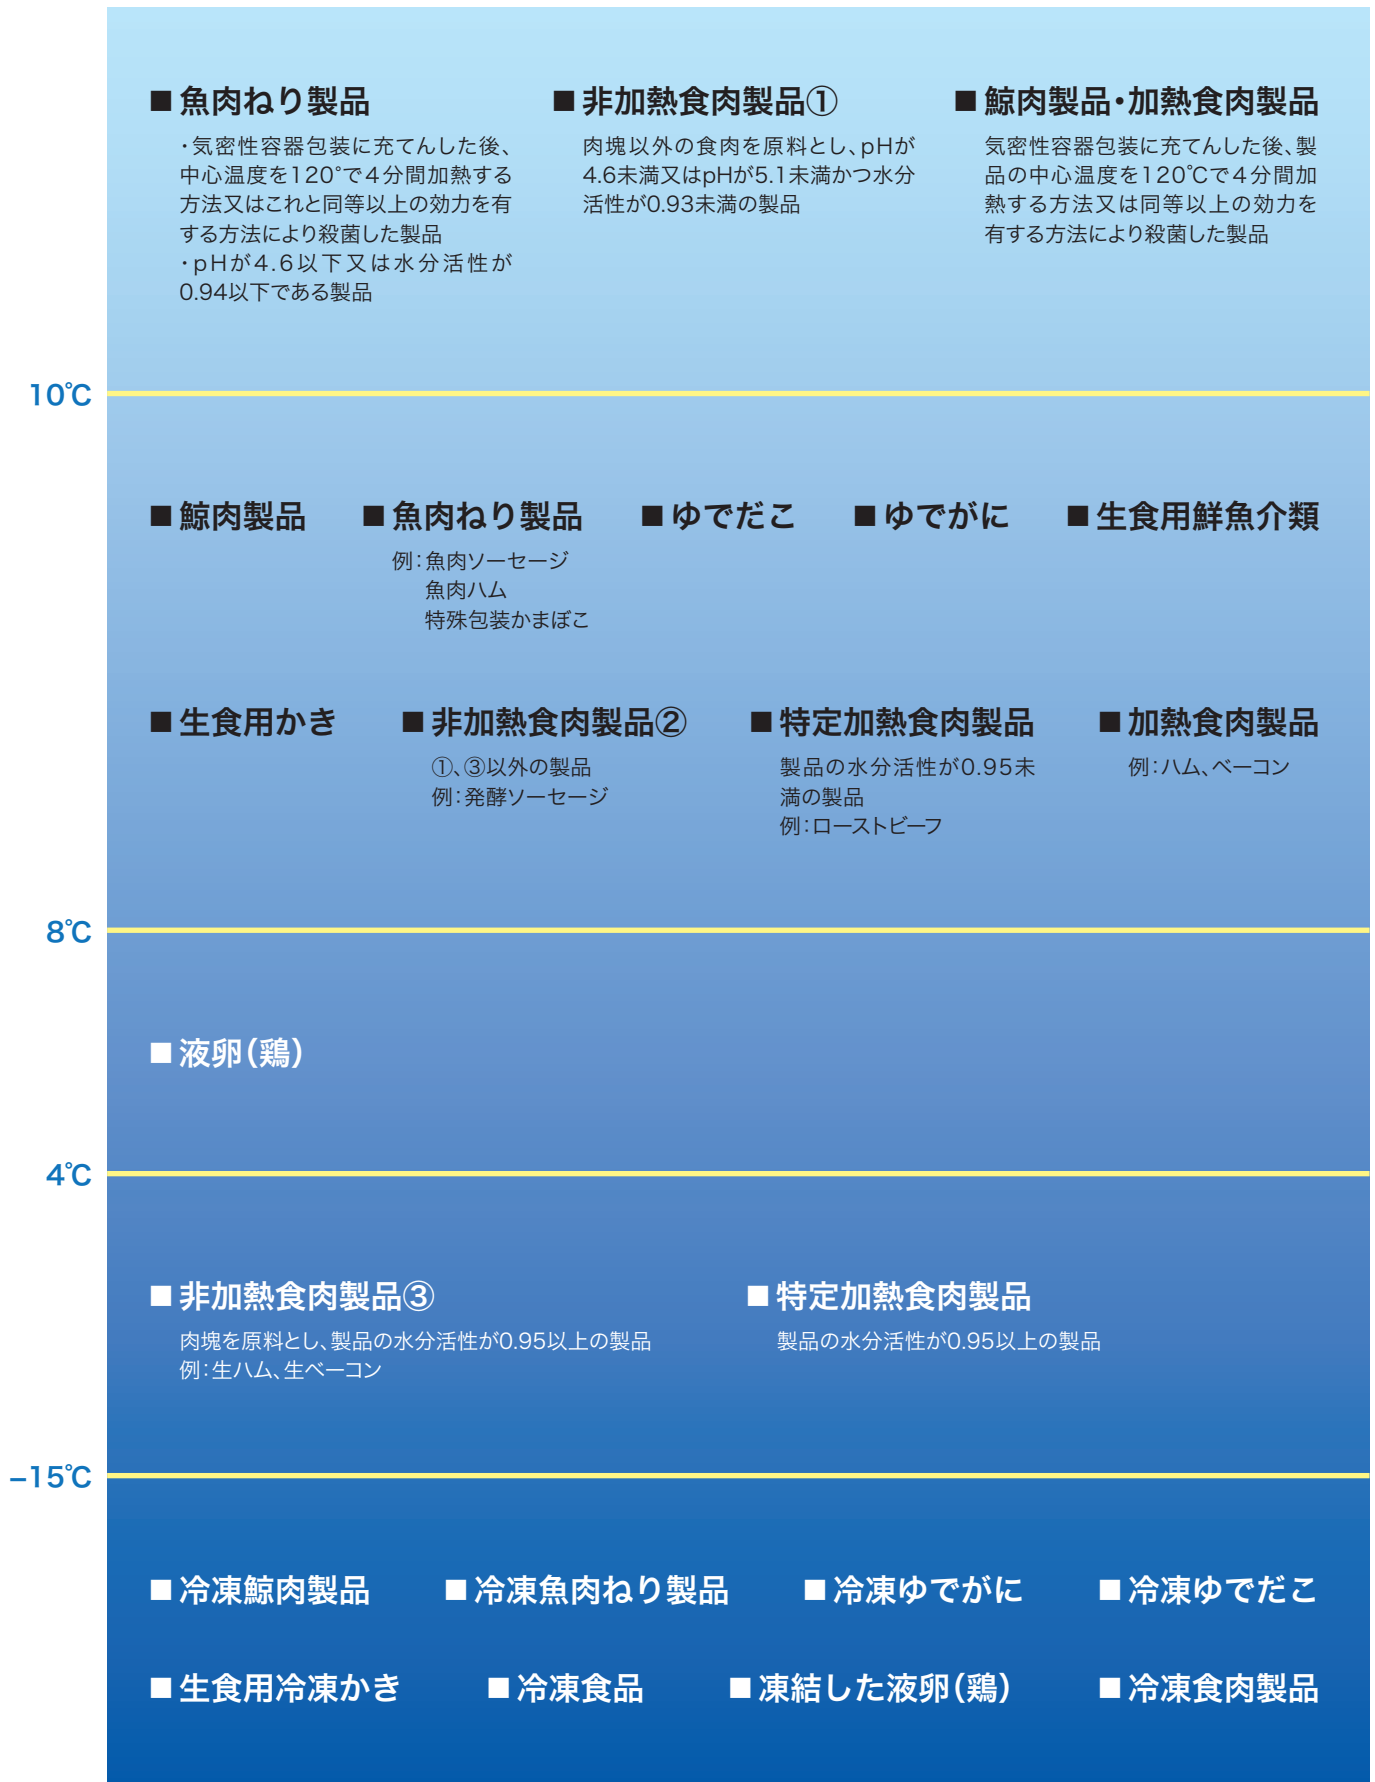 ■ 魚肉ねり製品
・気密性容器包装に充てんした後、
中心温度を120°で4分間加熱する
方法又はこれと同等以上の効力を有
する方法により殺菌した製品
・pHが4.6以下又は水分活性が
0.94以下である製品
■ 非加熱食肉製品①
肉塊以外の食肉を原料とし、pHが
4.6未満又はpHが5.1未満かつ水分
活性が0.93未満の製品
■ 鯨肉製品・加熱食肉製品
気密性容器包装に充てんした後、製
品の中心温度を120℃で4分間加
熱する方法又は同等以上の効力を
有する方法により殺菌した製品
10℃
■ 鯨肉製品
■ 魚肉ねり製品
例：魚肉ソーセージ
魚肉ハム
特殊包装かまぼこ
■ ゆでだこ
■ ゆでがに
■ 生食用鮮魚介類
■ 生食用かき
■ 非加熱食肉製品②
①、③以外の製品
例：発酵ソーセージ
■ 特定加熱食肉製品
製品の水分活性が0.95未
満の製品
例：ローストビーフ
■ 加熱食肉製品
例：ハム、ベーコン
8℃
■ 液卵（鶏）
4℃
■ 非加熱食肉製品③
肉塊を原料とし、製品の水分活性が0.95以上の製品
例：生ハム、生ベーコン
■ 特定加熱食肉製品
製品の水分活性が0.95以上の製品
−15℃
■ 冷凍鯨肉製品
■ 冷凍魚肉ねり製品
■ 冷凍ゆでがに
■ 冷凍ゆでだこ
■ 生食用冷凍かき
■ 冷凍食品
■ 凍結した液卵（鶏）
■ 冷凍食肉製品